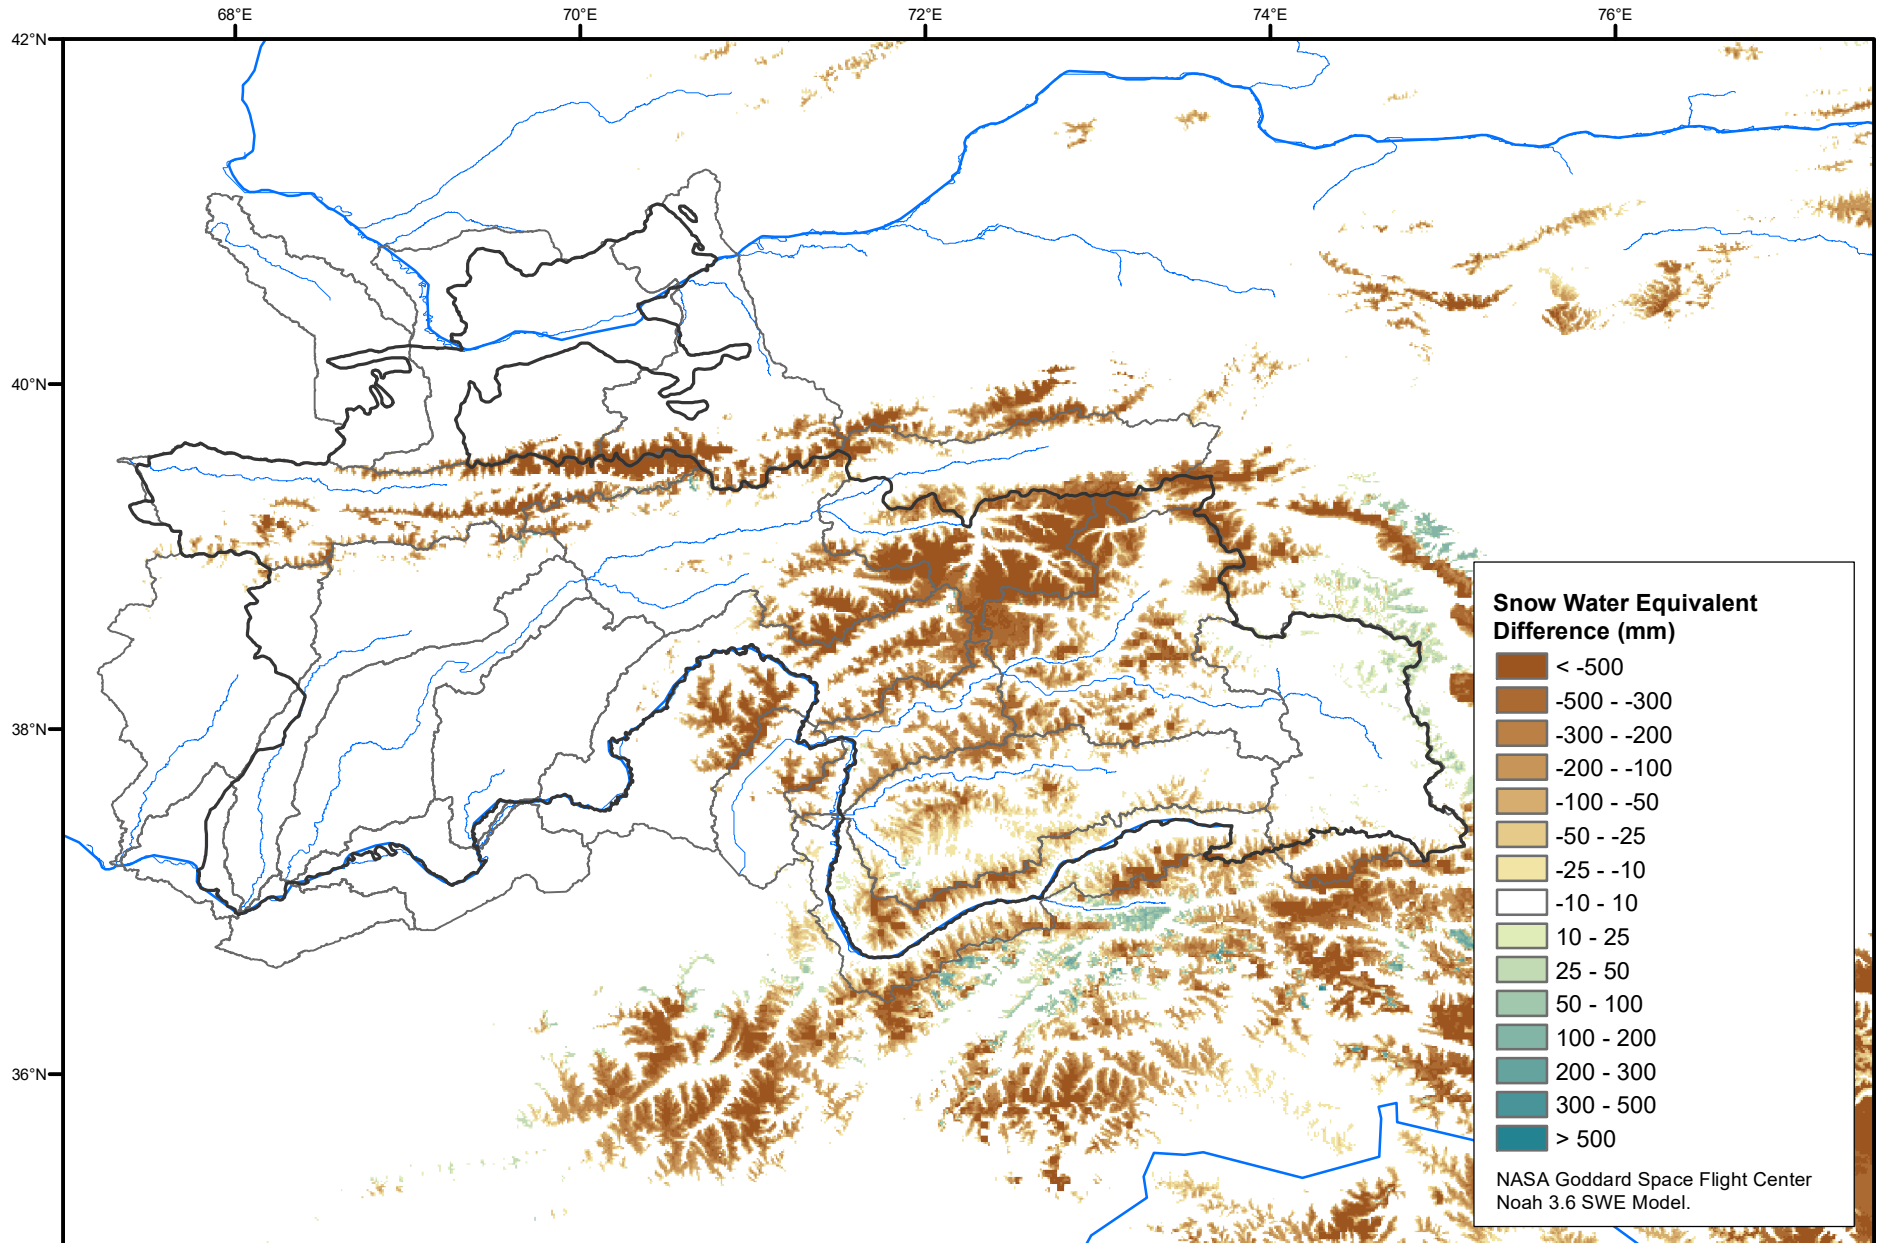 68°E
70°E
72°E
74°E
76°E
42°N
40°N
38°N
36°N
Snow Water Equivalent
Difference (mm)
< -500
-500 - -300
-300 - -200
-200 - -100
-100 - -50
-50 - -25
-25 - -10
-10 - 10
10 - 25
25 - 50
50 - 100
100 - 200
200 - 300
300 - 500
> 500
NASA Goddard Space Flight Center
Noah 3.6 SWE Model.